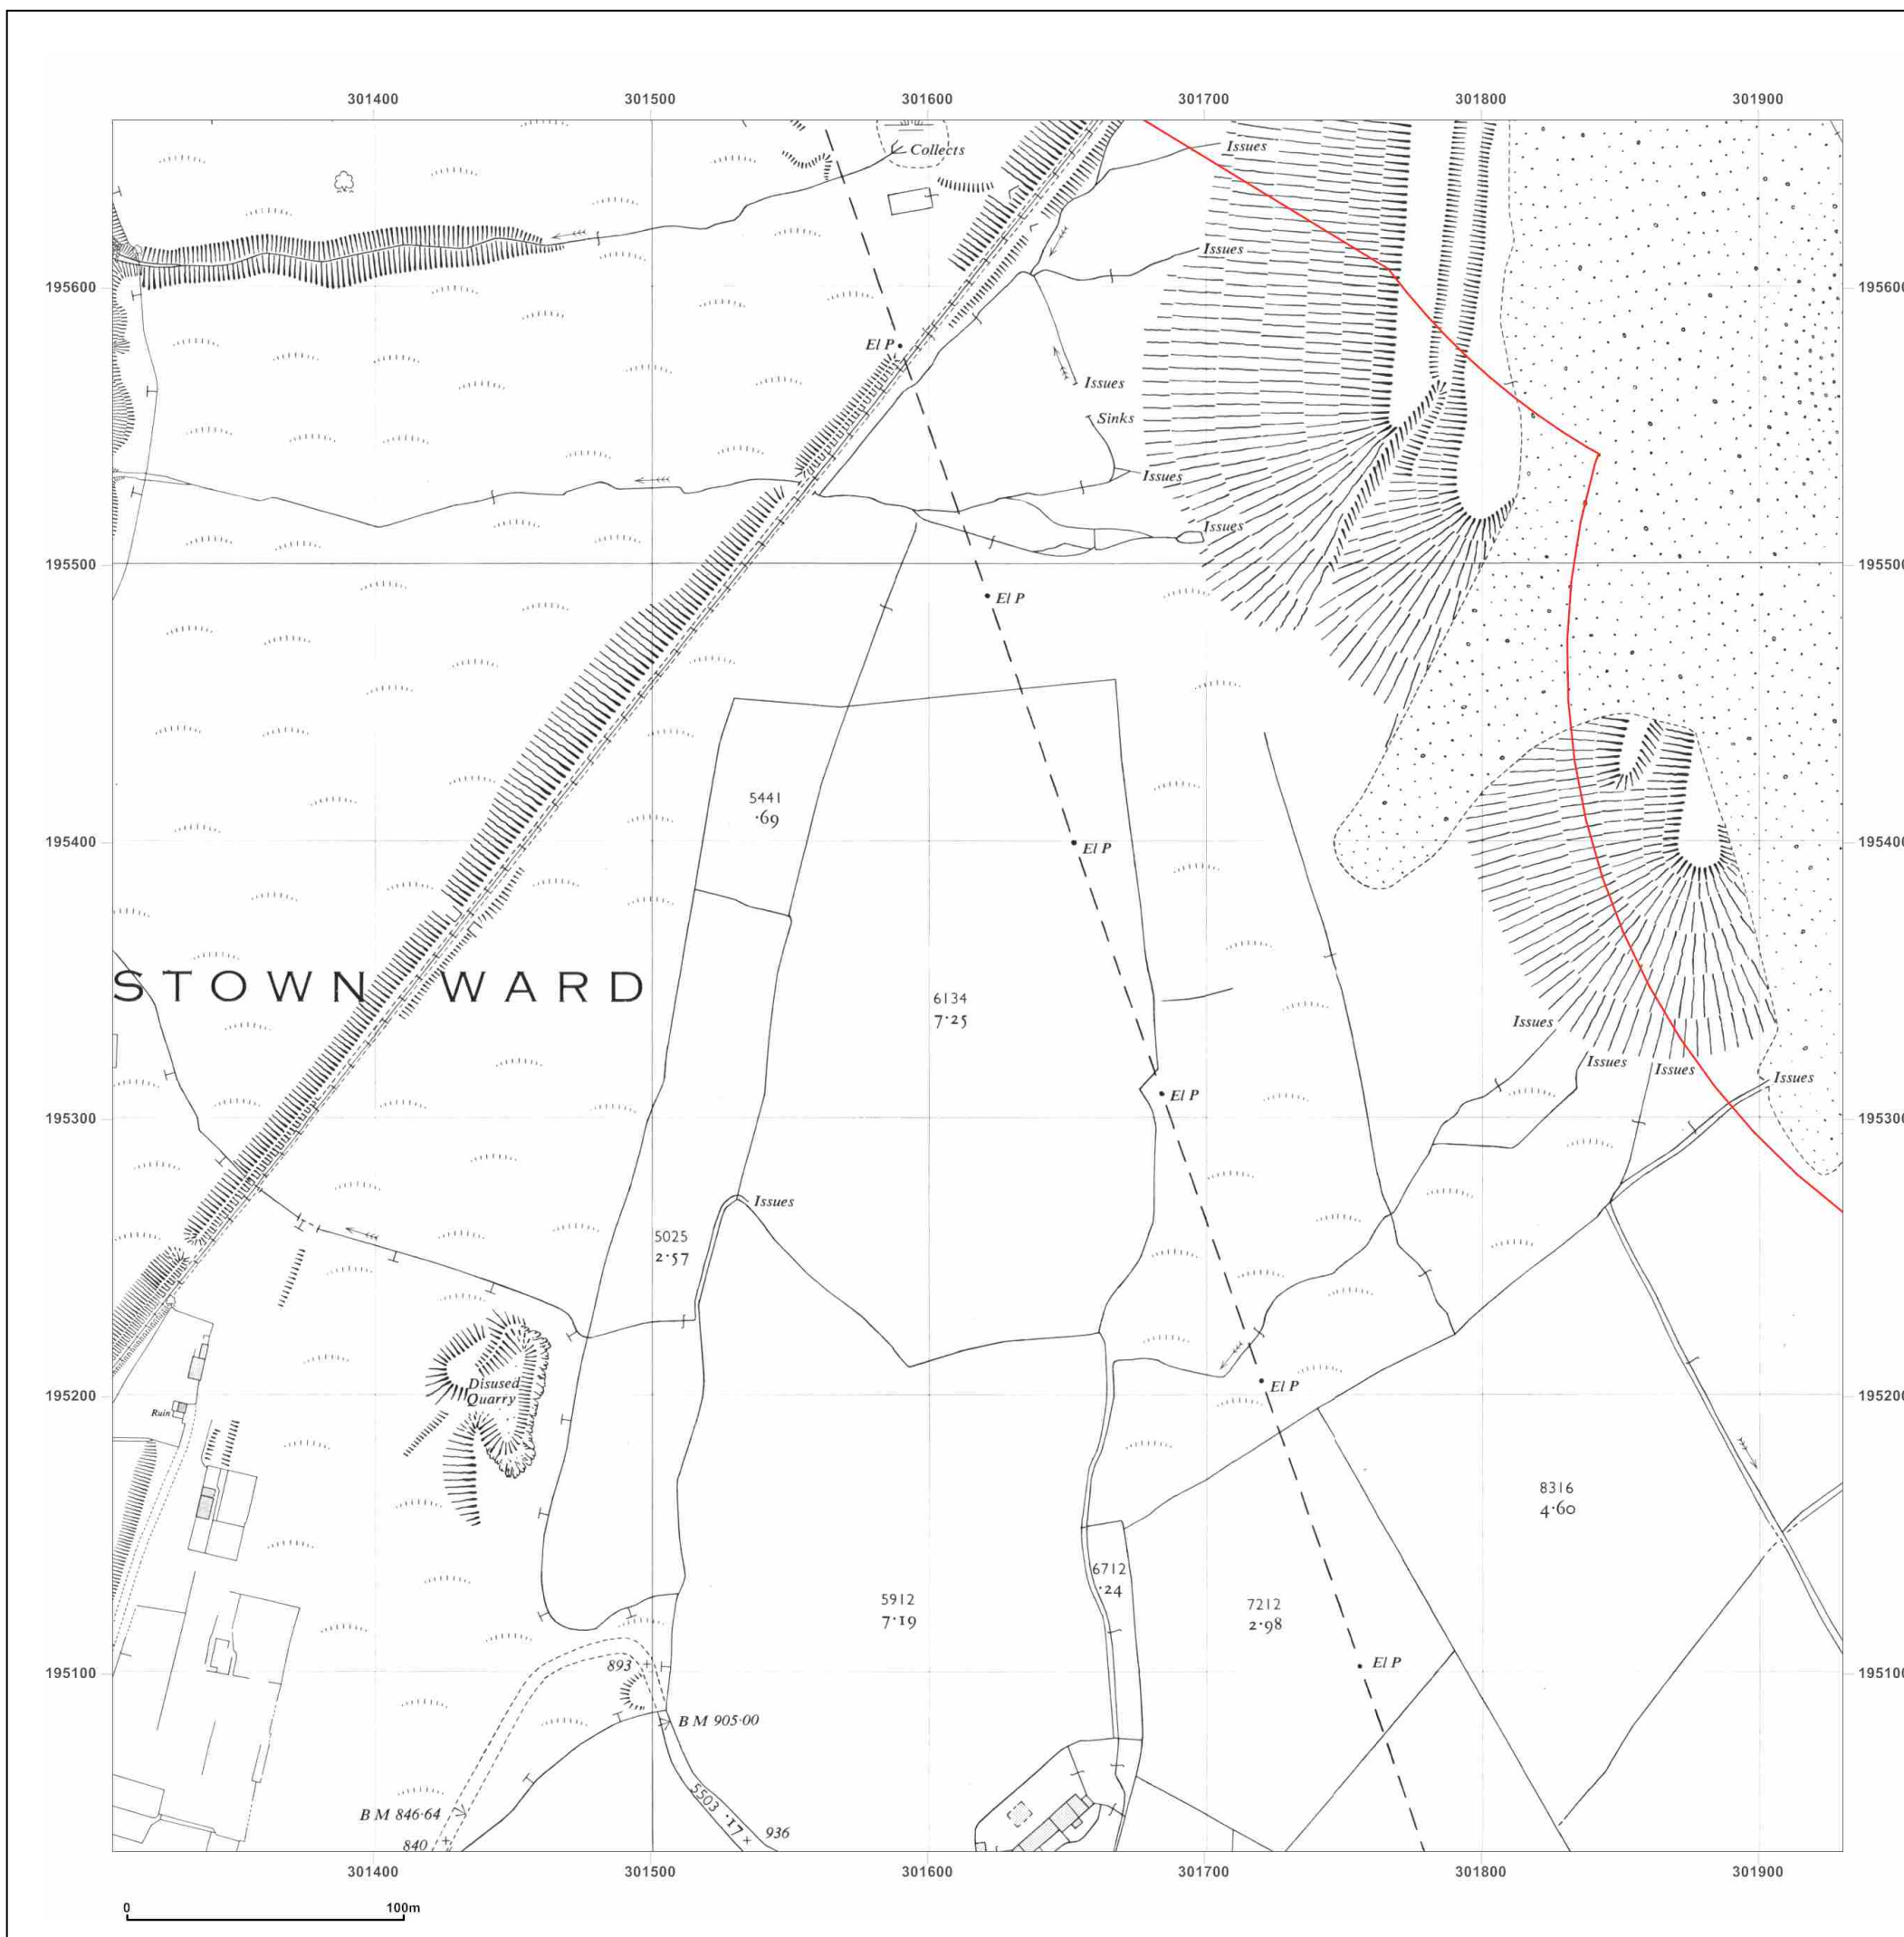 301400 301500 301600 301700 301800 301900
Collects
Issues
Issues
195600 195600
El P
Issues
Sinks
Issues
Issues
195500 195500
El P
5441
·69
195400 195400
El P
STOWN WARD
6134
7·25
Issues
Issues
Issues
Issues
El P
195300 195300
Issues
5025
2·57
Disused
Quarry
El P
195200 195200
Ruin
8316
4·60
6712
·24
5912
7·19
7212
2·98
893
El P
195100 195100
B M 905·00
5503 ·17
B M 846·64
840
936
301400 301500 301600 301700 301800 301900
0 100m